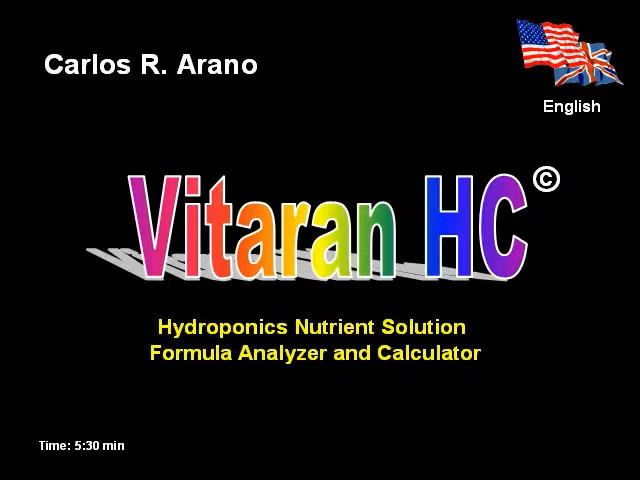 Carlos R. Arano
English
Vitaran HC©
Hydroponics Nutrient Solution
Formula Analyzer and Calculator
Time: 5:30 min